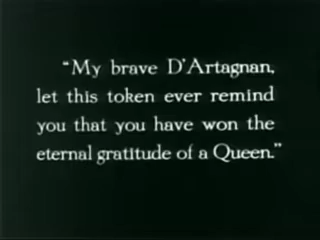 "My brave D'Artagnan,
let this token ever remind
you that you have won the
eternal gratitude of a Queen."